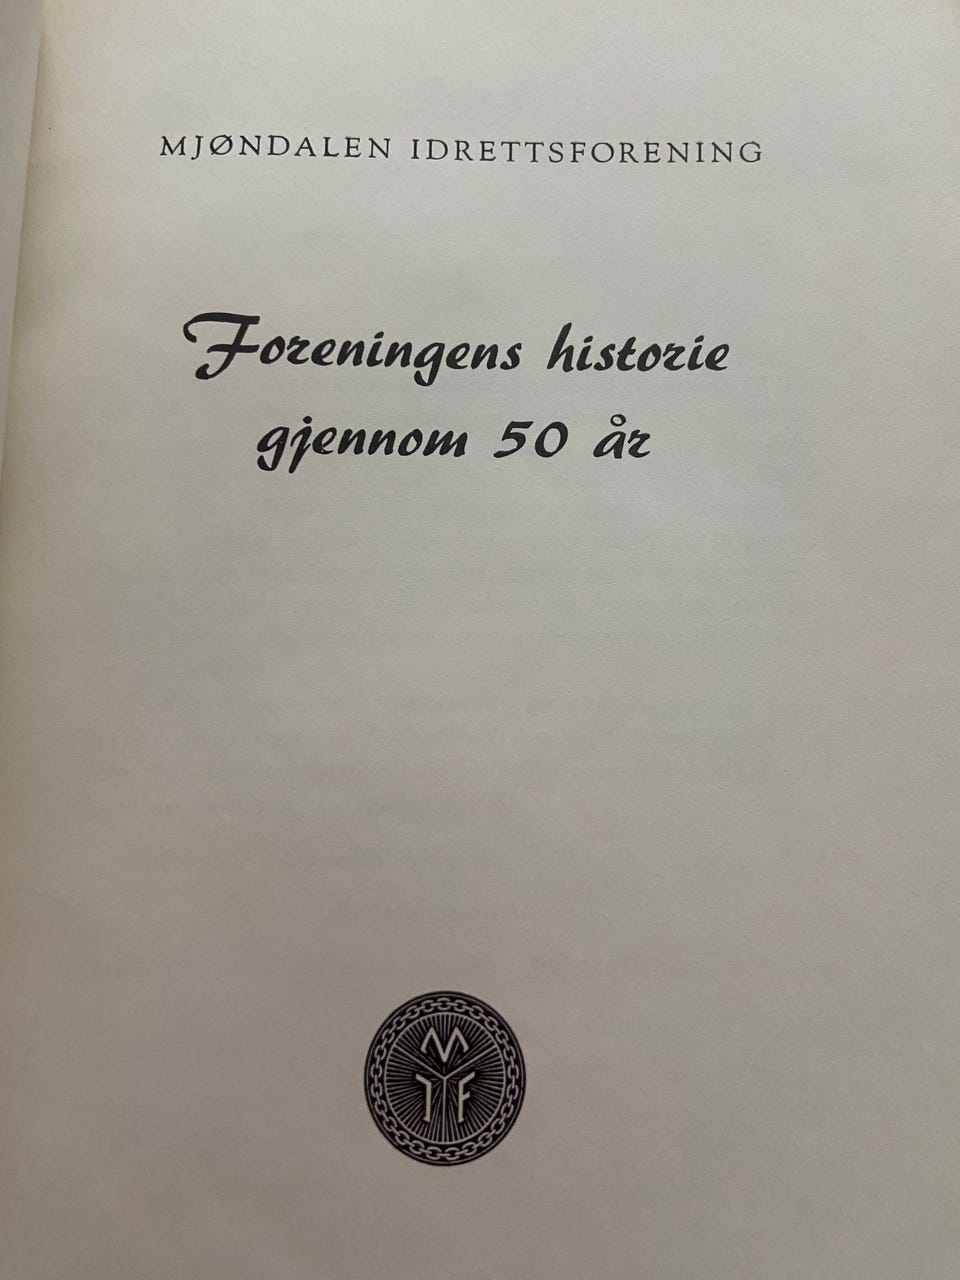 MJØNDALEN IDRETTSFORENING
Foreningens historie
gjennom 50 år
M
I F